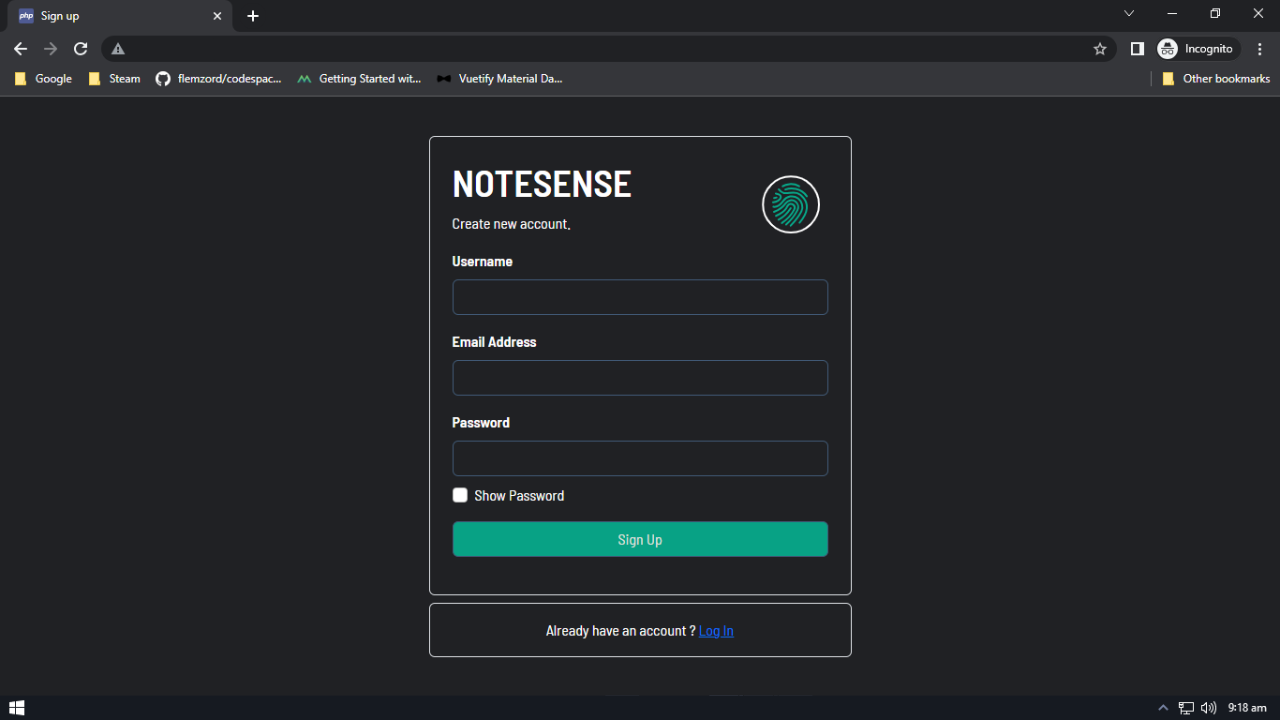 php Sign up
Incognito
Google Steam flemzord/codespac... Getting Started wit... Vuetify Material Da... Other bookmarks
NOTESENSE
Create new account.
Username
Email Address
Password
Show Password
Sign Up
Already have an account ? Log In
9:18 am